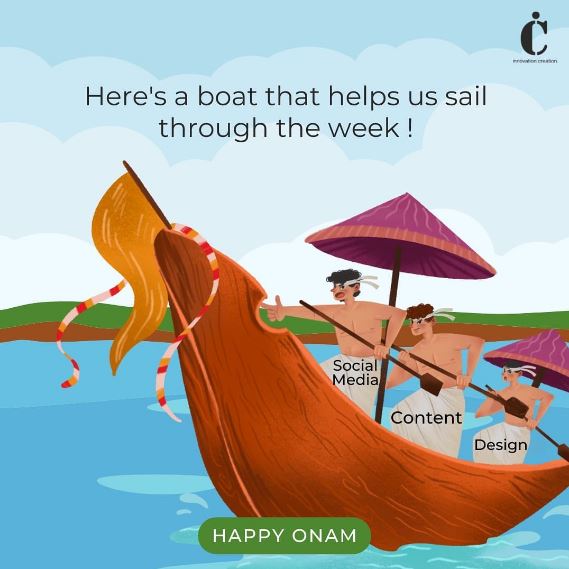 innovation.creation.
Here's a boat that helps us sail
through the week !
Social
Media
Content
Design
HAPPY ONAM